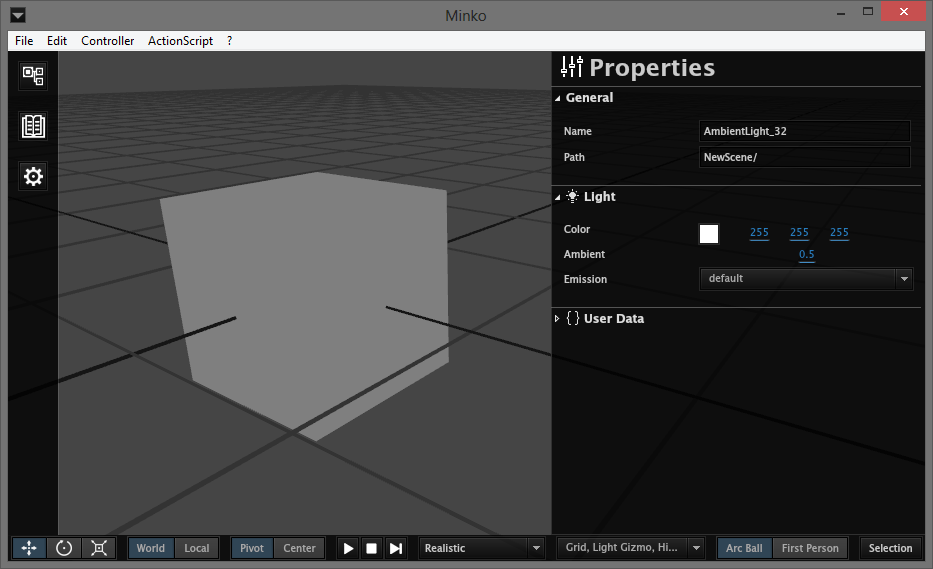 Minko
File Edit Controller ActionScript ?
Properties
General
Name AmbientLight_32
Path NewScene/
Light
Color 255 255 255
Ambient 0.5
Emission default
{ } User Data
World Local Pivot Center Realistic Grid, Light Gizmo, Hi... Arc Ball First Person Selection